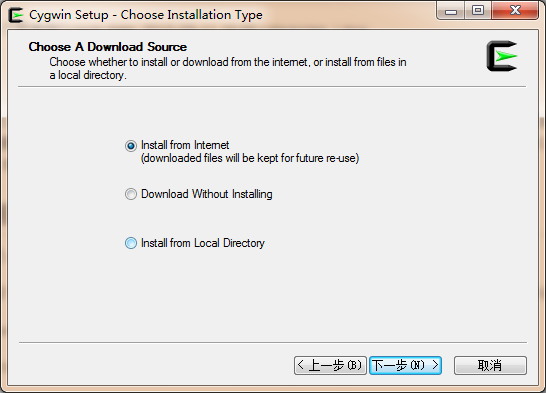 Cygwin Setup - Choose Installation Type
Choose A Download Source
Choose whether to install or download from the internet, or install from files in
a local directory.
Install from Internet
(downloaded files will be kept for future re-use)
Download Without Installing
Install from Local Directory
< 上一步(B)
下一步(N) >
取消